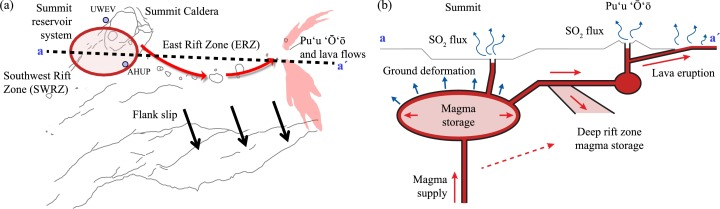 (a)
Summit
reservoir
system
UWEV
Summit Caldera
East Rift Zone (ERZ)
Pu‘u ‘Ō‘ō
and lava flows
a
a´
AHUP
Southwest Rift
Zone (SWRZ)
Flank slip
(b)
Summit
Pu‘u ‘Ō‘ō
a
SO2 flux
SO2 flux
a´
Ground deformation
Lava eruption
Magma
storage
Deep rift zone
magma storage
Magma
supply